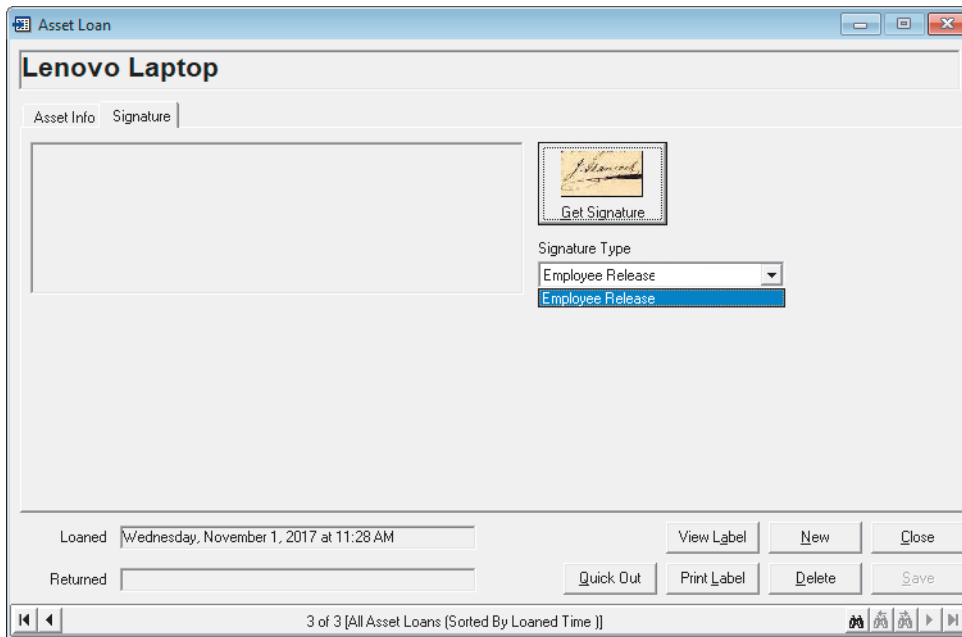 Asset Loan
Lenovo Laptop
Asset Info Signature
J. Hancock
Get Signature
Signature Type
Employee Release
Employee Release
Loaned Wednesday, November 1, 2017 at 11:28 AM View Label New Close
Returned Quick Out Print Label Delete Save
3 of 3 [All Asset Loans (Sorted By Loaned Time )]